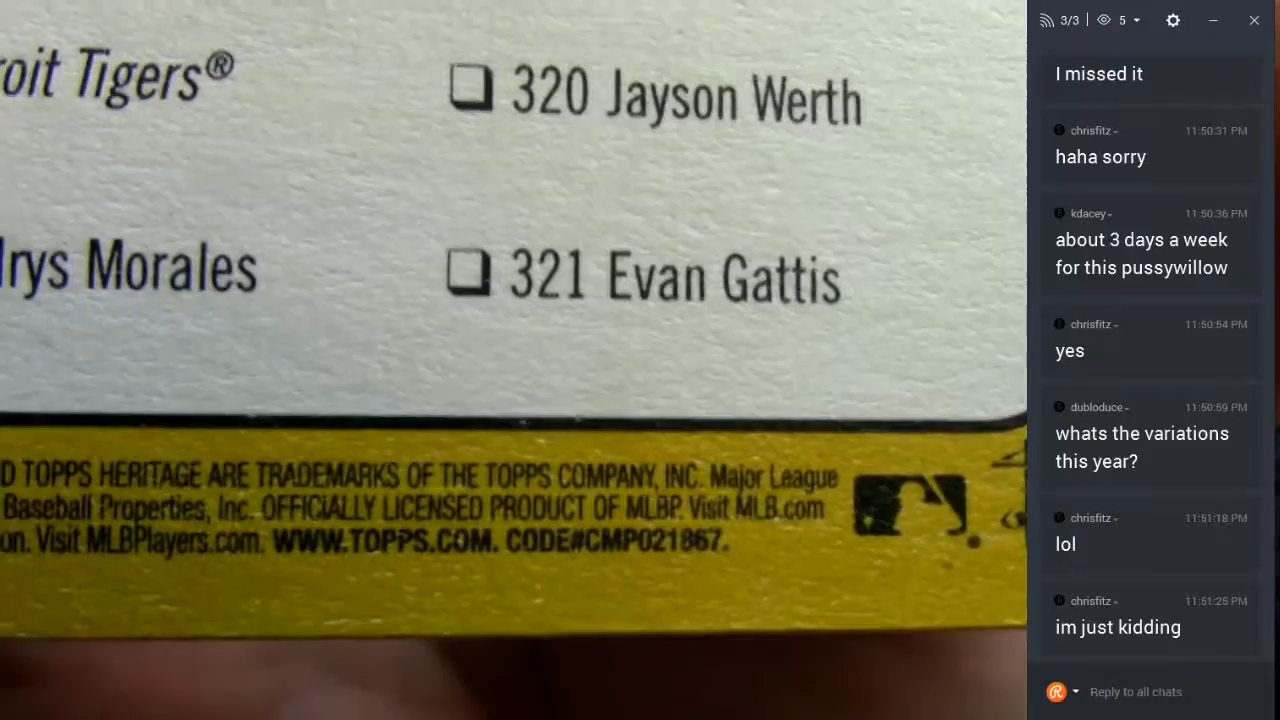 roit Tigers®
❑ 320 Jayson Werth
drys Morales
❑ 321 Evan Gattis
D TOPPS HERITAGE ARE TRADEMARKS OF THE TOPPS COMPANY, INC. Major League
Baseball Properties, Inc. OFFICIALLY LICENSED PRODUCT OF MLBP. Visit MLB.com
on. Visit MLBPlayers.com. WWW.TOPPS.COM. CODE#CMP021867.
3/3 | 5
I missed it
chrisfitz 11:50:31 PM
haha sorry
kdacey 11:50:36 PM
about 3 days a week
for this pussywillow
chrisfitz 11:50:54 PM
yes
dubloduce 11:50:59 PM
whats the variations
this year?
chrisfitz 11:51:18 PM
lol
chrisfitz 11:51:25 PM
im just kidding
Reply to all chats